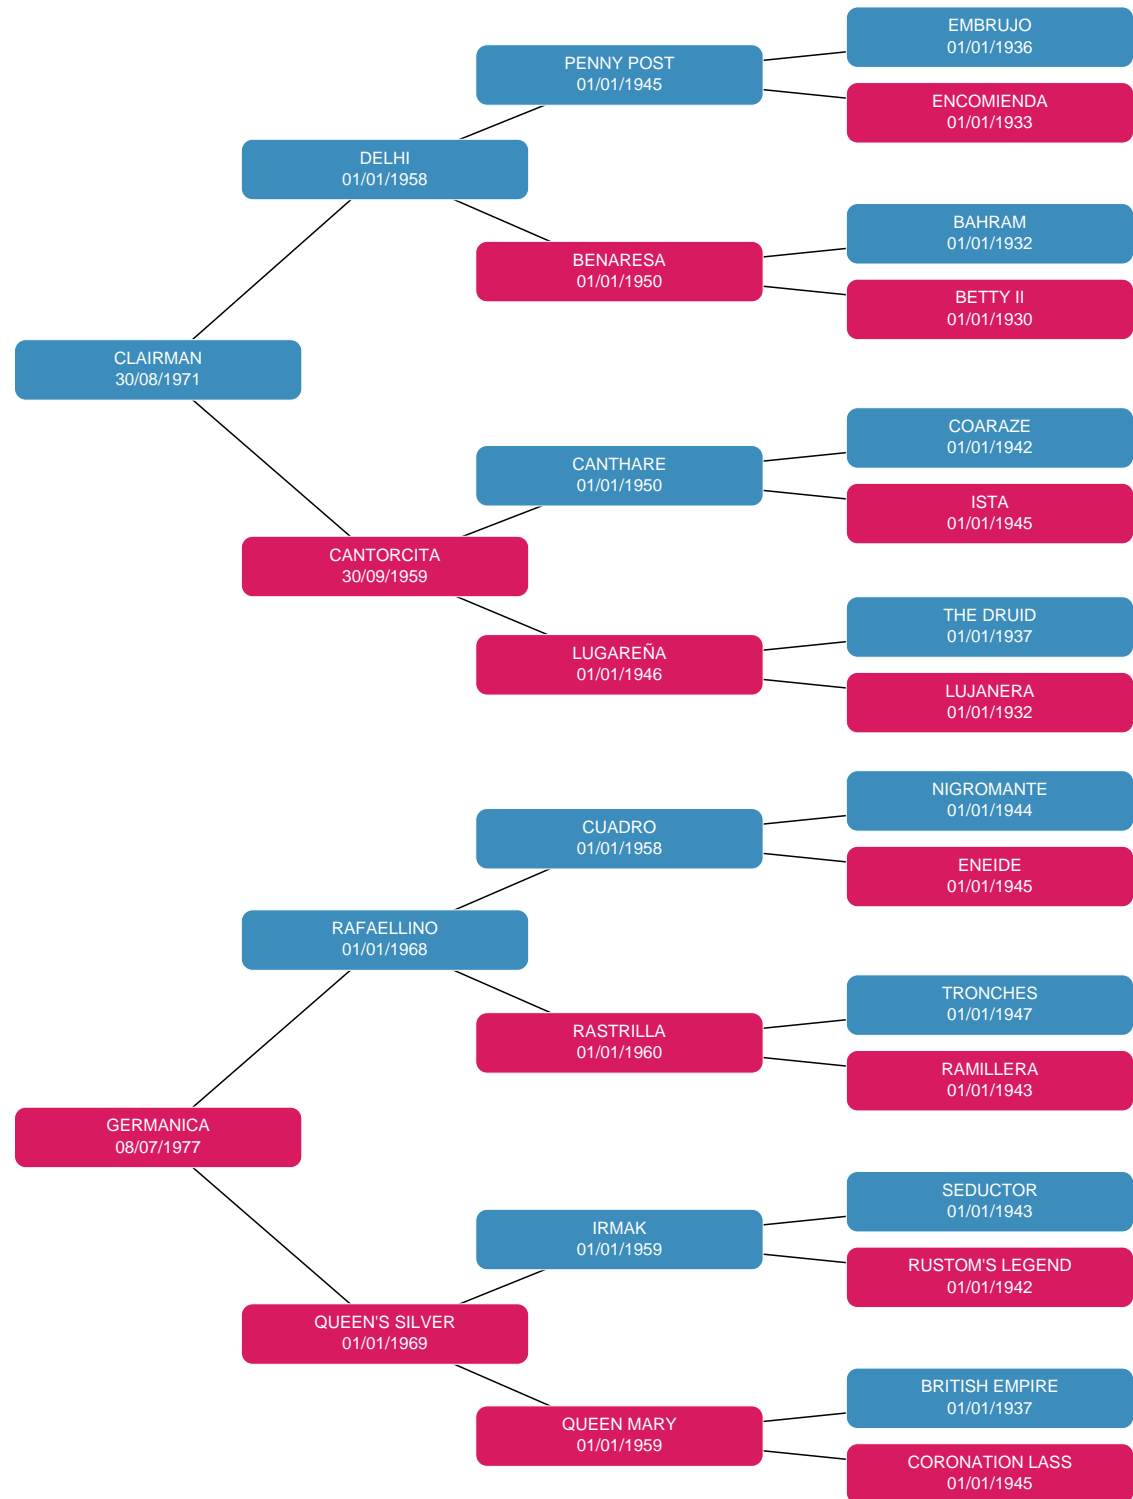 EMBRUJO
01/01/1936
PENNY POST
01/01/1945
ENCOMIENDA
01/01/1933
DELHI
01/01/1958
BAHRAM
01/01/1932
BENARESA
01/01/1950
BETTY II
01/01/1930
CLAIRMAN
30/08/1971
COARAZE
01/01/1942
CANTHARE
01/01/1950
ISTA
01/01/1945
CANTORCITA
30/09/1959
THE DRUID
01/01/1937
LUGAREÑA
01/01/1946
LUJANERA
01/01/1932
NIGROMANTE
01/01/1944
CUADRO
01/01/1958
ENEIDE
01/01/1945
RAFAELLINO
01/01/1968
TRONCHES
01/01/1947
RASTRILLA
01/01/1960
RAMILLERA
01/01/1943
GERMANICA
08/07/1977
SEDUCTOR
01/01/1943
IRMAK
01/01/1959
RUSTOM'S LEGEND
01/01/1942
QUEEN'S SILVER
01/01/1969
BRITISH EMPIRE
01/01/1937
QUEEN MARY
01/01/1959
CORONATION LASS
01/01/1945